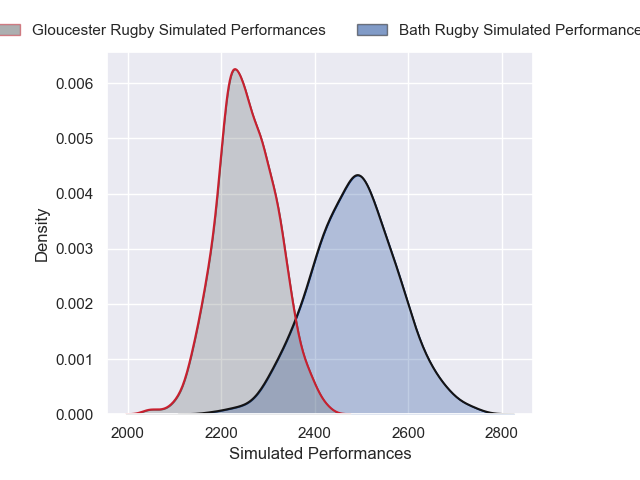 Gloucester Rugby Simulated Performances
Bath Rugby Simulated Performance
0.006
0.005
0.004
0.003
0.002
0.001
0.000
Density
2000 2200 2400 2600 2800
Simulated Performances